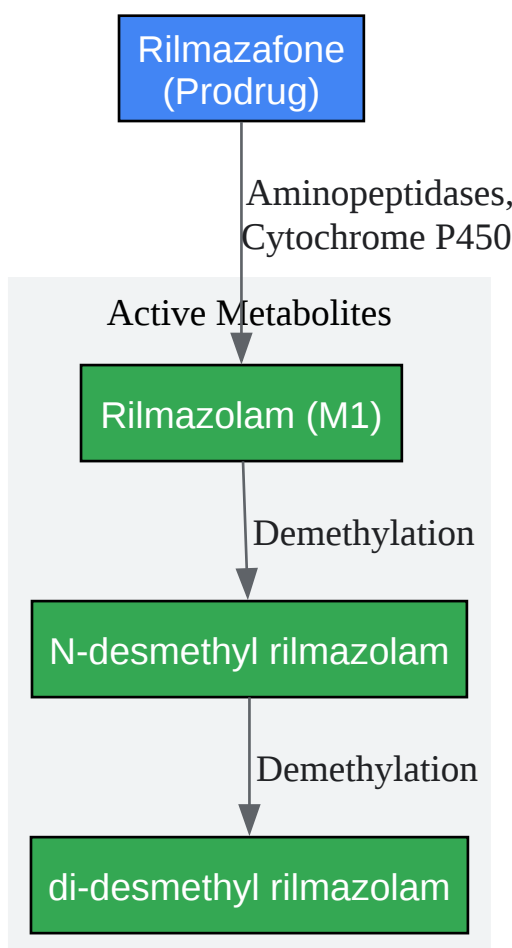 Rilmazafone
(Prodrug)
Aminopeptidases,
Cytochrome P450
Active Metabolites
Rilmazolam (M1)
Demethylation
N-desmethyl rilmazolam
Demethylation
di-desmethyl rilmazolam